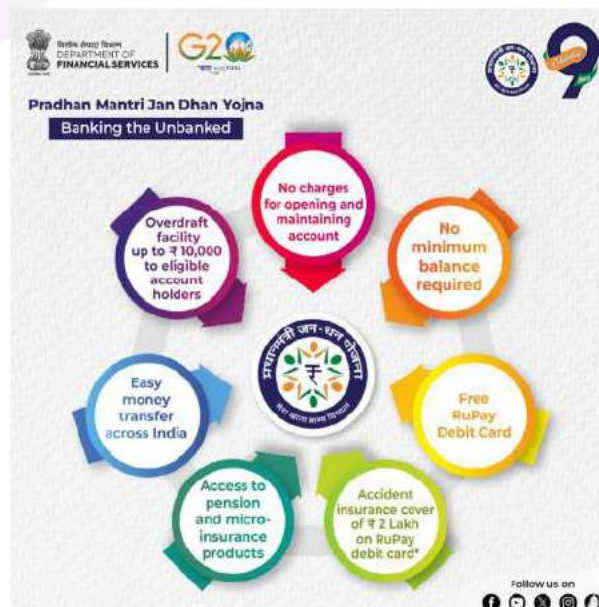 वित्तीय सेवाएं विभाग
DEPARTMENT OF
FINANCIAL SERVICES
G20
Pradhan Mantri Jan Dhan Yojna
Banking the Unbanked
No charges
for opening and
maintaining
account
No
minimum
balance
required
Free
RuPay
Debit Card
Accident
insurance cover
of ₹ 2 Lakh
on RuPay
debit card*
Access to
pension
and micro-
insurance
products
Easy
money
transfer
across India
Overdraft
facility
up to ₹ 10,000
to eligible
account
holders
प्रधानमंत्री जन-धन योजना
₹
मेरा खाता भाग्य विधाता
9
Follow us on